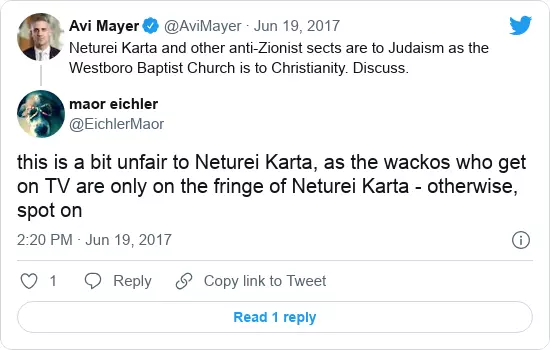 Avi Mayer @AviMayer · Jun 19, 2017
Neturei Karta and other anti-Zionist sects are to Judaism as the
Westboro Baptist Church is to Christianity. Discuss.
maor eichler
@EichlerMaor
this is a bit unfair to Neturei Karta, as the wackos who get
on TV are only on the fringe of Neturei Karta - otherwise,
spot on
2:20 PM · Jun 19, 2017
1 Reply Copy link to Tweet
Read 1 reply